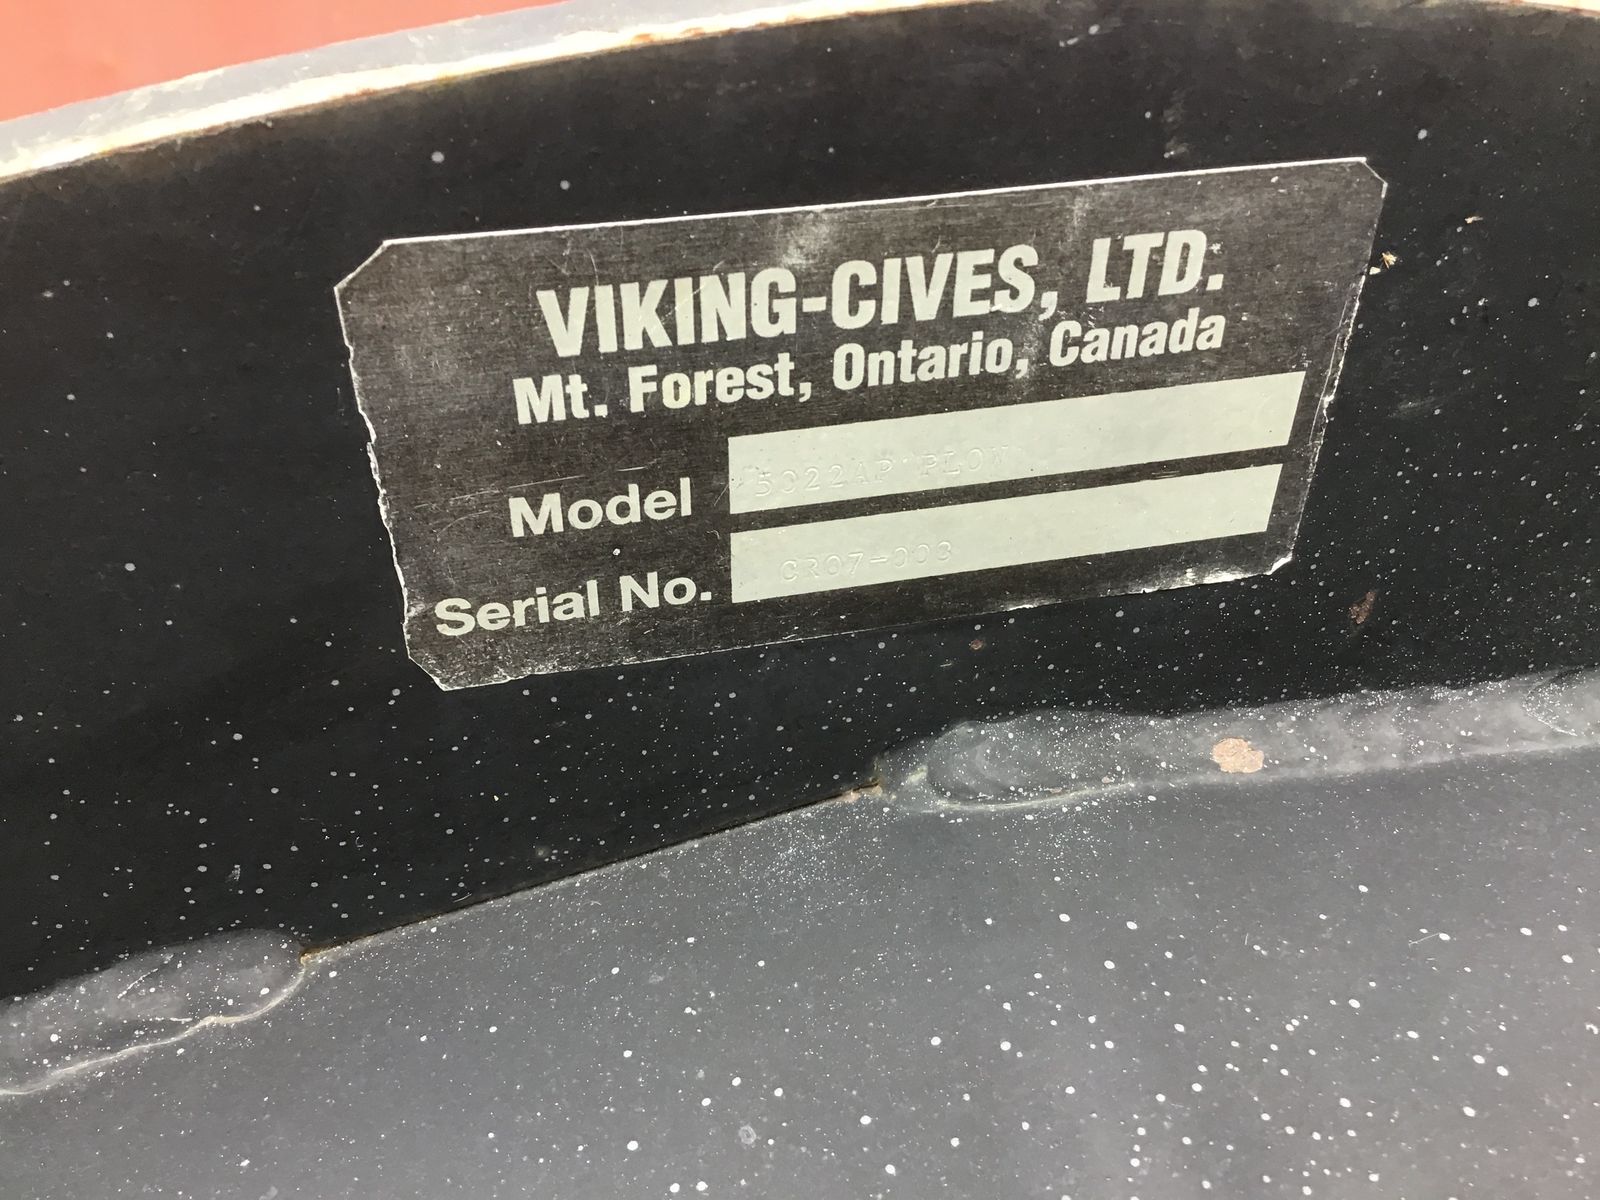 VIKING-CIVES, LTD.
Mt. Forest, Ontario, Canada
Model 5022AP PLOW
Serial No. CR07-003